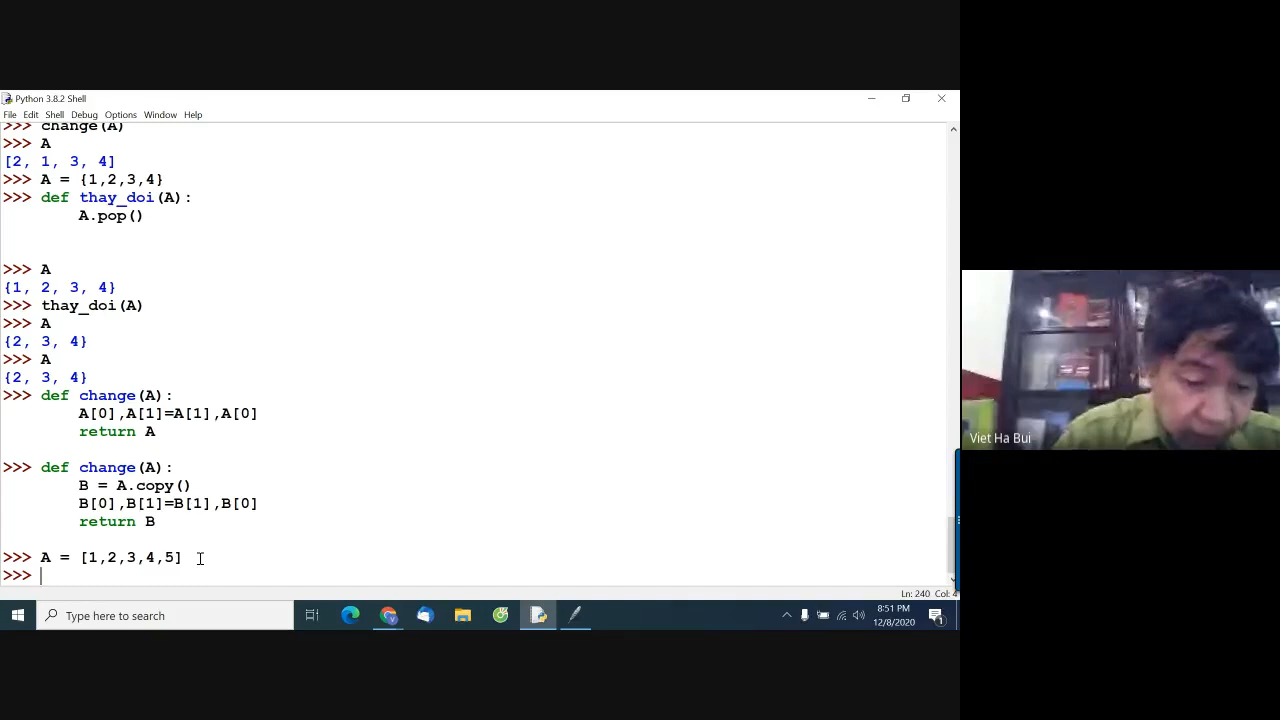 Python 3.8.2 Shell
File Edit Shell Debug Options Window Help
>>> change(A)
>>> A
[2, 1, 3, 4]
>>> A = {1,2,3,4}
>>> def thay_doi(A):
        A.pop()
>>> A
{1, 2, 3, 4}
>>> thay_doi(A)
>>> A
{2, 3, 4}
>>> A
{2, 3, 4}
>>> def change(A):
        A[0],A[1]=A[1],A[0]
        return A
>>> def change(A):
        B = A.copy()
        B[0],B[1]=B[1],B[0]
        return B
>>> A = [1,2,3,4,5]
>>>
Ln: 240 Col: 4
Type here to search
8:51 PM
12/8/2020
1
Viet Ha Bui